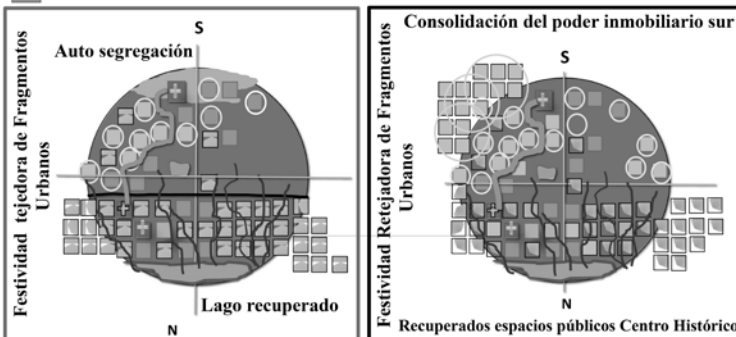 S
Auto segregación
Festividad tejedora de Fragmentos
Urbanos
Lago recuperado
N
Consolidación del poder inmobiliario sur
S
Festividad Retejadora de Fragmentos
Urbanos
N
Recuperados espacios públicos Centro Histórico